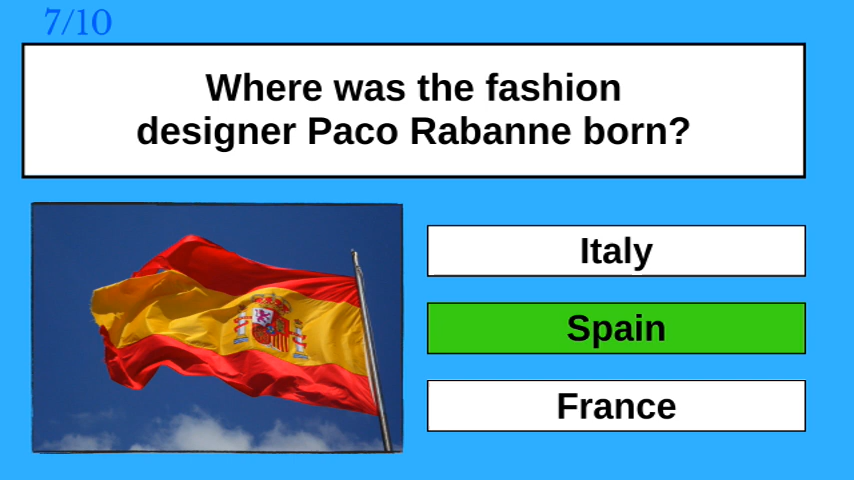 7/10
Where was the fashion
designer Paco Rabanne born?
Italy
Spain
France